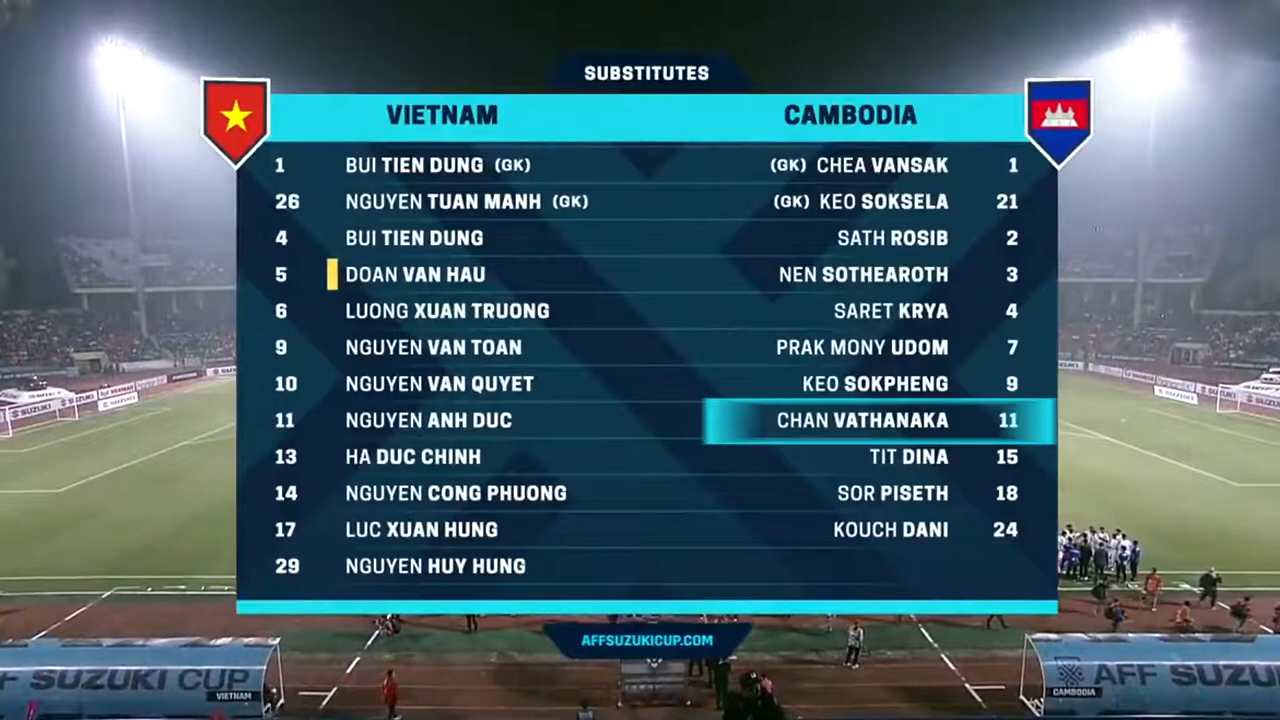 SUBSTITUTES
VIETNAM CAMBODIA
1 BUI TIEN DUNG (GK) (GK) CHEA VANSAK 1
26 NGUYEN TUAN MANH (GK) (GK) KEO SOKSELA 21
4 BUI TIEN DUNG SATH ROSIB 2
5 DOAN VAN HAU NEN SOTHEAROTH 3
6 LUONG XUAN TRUONG SARET KRYA 4
9 NGUYEN VAN TOAN PRAK MONY UDOM 7
10 NGUYEN VAN QUYET KEO SOKPHENG 9
11 NGUYEN ANH DUC CHAN VATHANAKA 11
13 HA DUC CHINH TIT DINA 15
14 NGUYEN CONG PHUONG SOR PISETH 18
17 LUC XUAN HUNG KOUCH DANI 24
29 NGUYEN HUY HUNG
AFFSUZUKICUP.COM
SUZUKI
SUZUKI
F SUZUKI CUP
VIETNAM
AFF SUZU
CAMBODIA